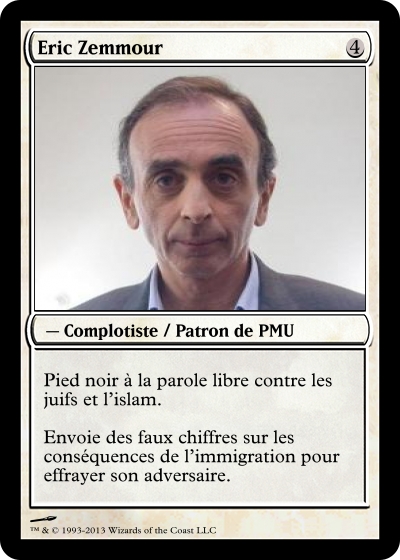 Eric Zemmour 4
— Complotiste / Patron de PMU
Pied noir à la parole libre contre les
juifs et l'islam.
Envoie des faux chiffres sur les
conséquences de l'immigration pour
effrayer son adversaire.
™ & © 1993-2013 Wizards of the Coast LLC